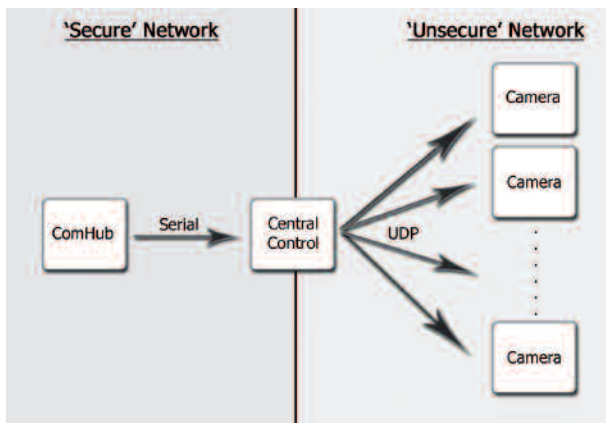 'Secure' Network
'Unsecure' Network
Camera
Camera
ComHub
Serial
Central
Control
UDP
Camera